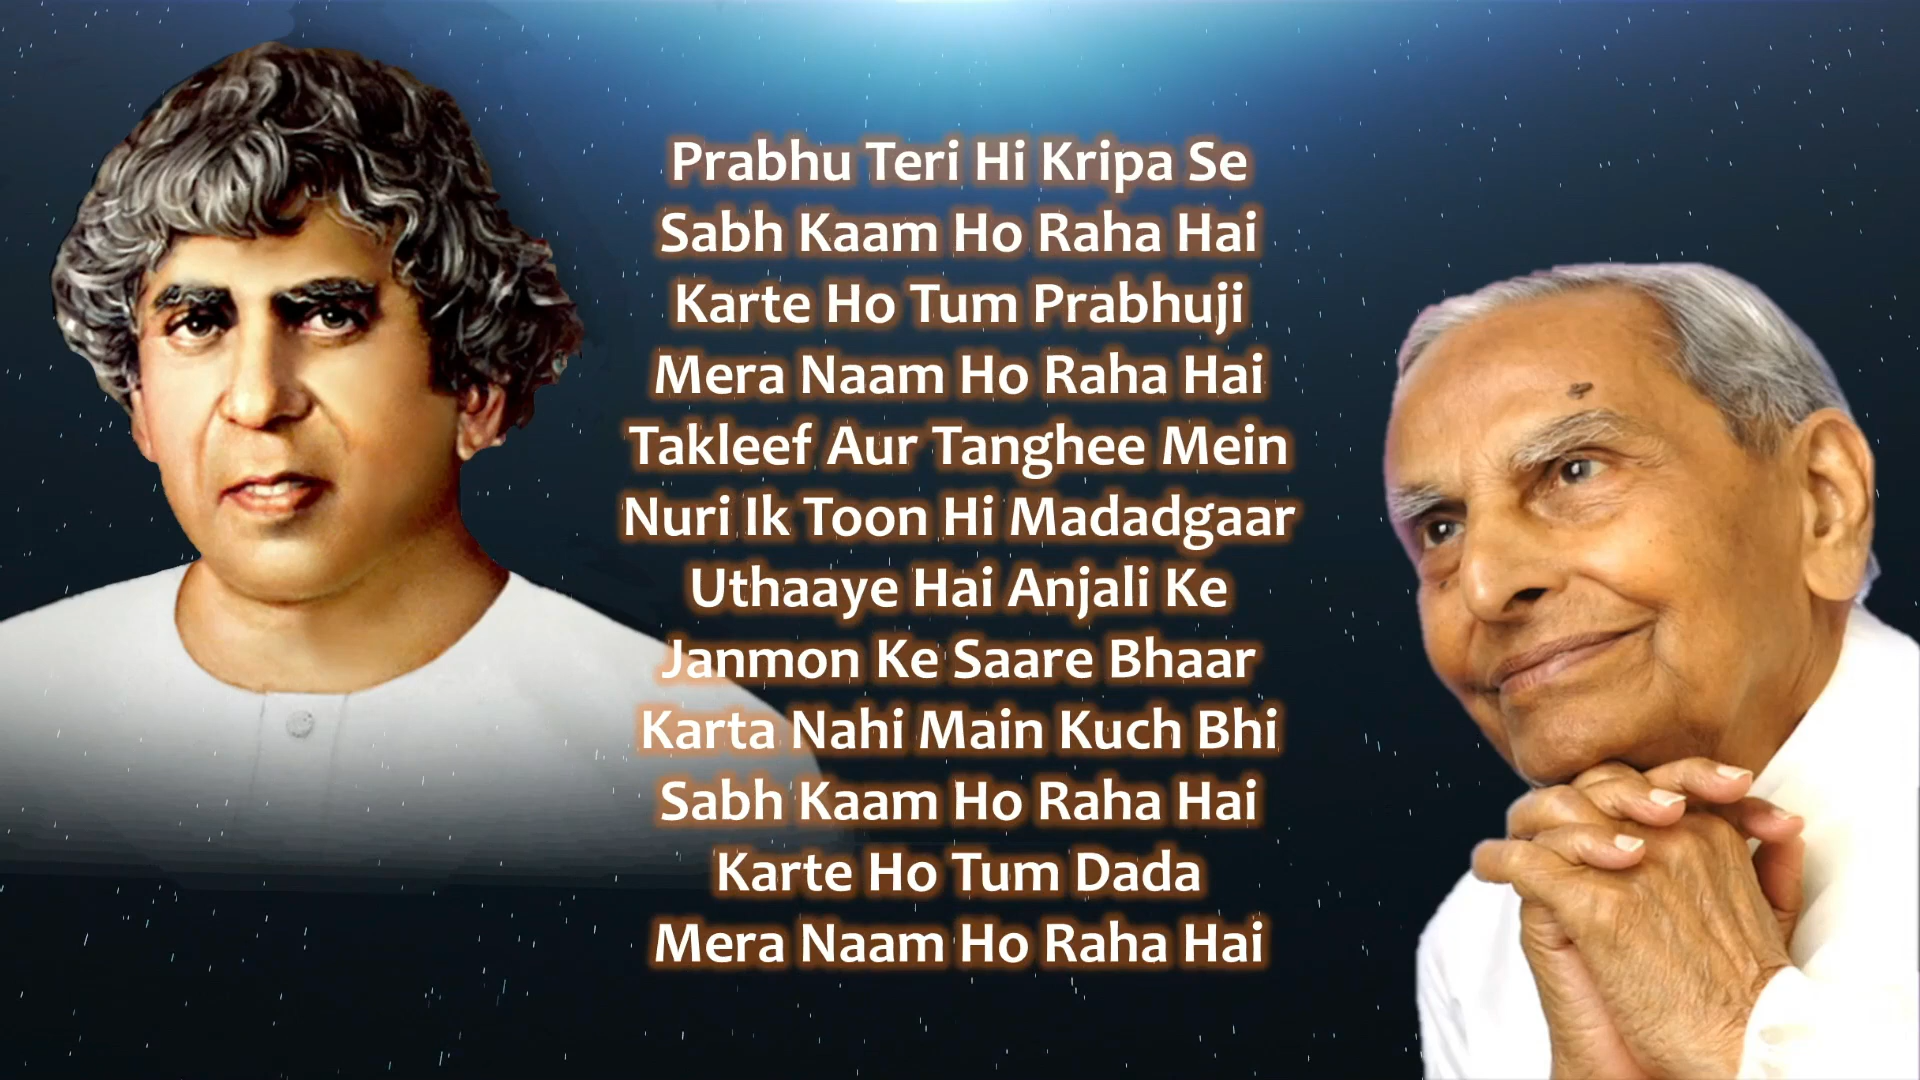 Prabhu Teri Hi Kripa Se
Sabh Kaam Ho Raha Hai
Karte Ho Tum Prabhuji
Mera Naam Ho Raha Hai
Takleef Aur Tanghee Mein
Nuri Ik Toon Hi Madadgaar
Uthaaye Hai Anjali Ke
Janmon Ke Saare Bhaar
Karta Nahi Main Kuch Bhi
Sabh Kaam Ho Raha Hai
Karte Ho Tum Dada
Mera Naam Ho Raha Hai